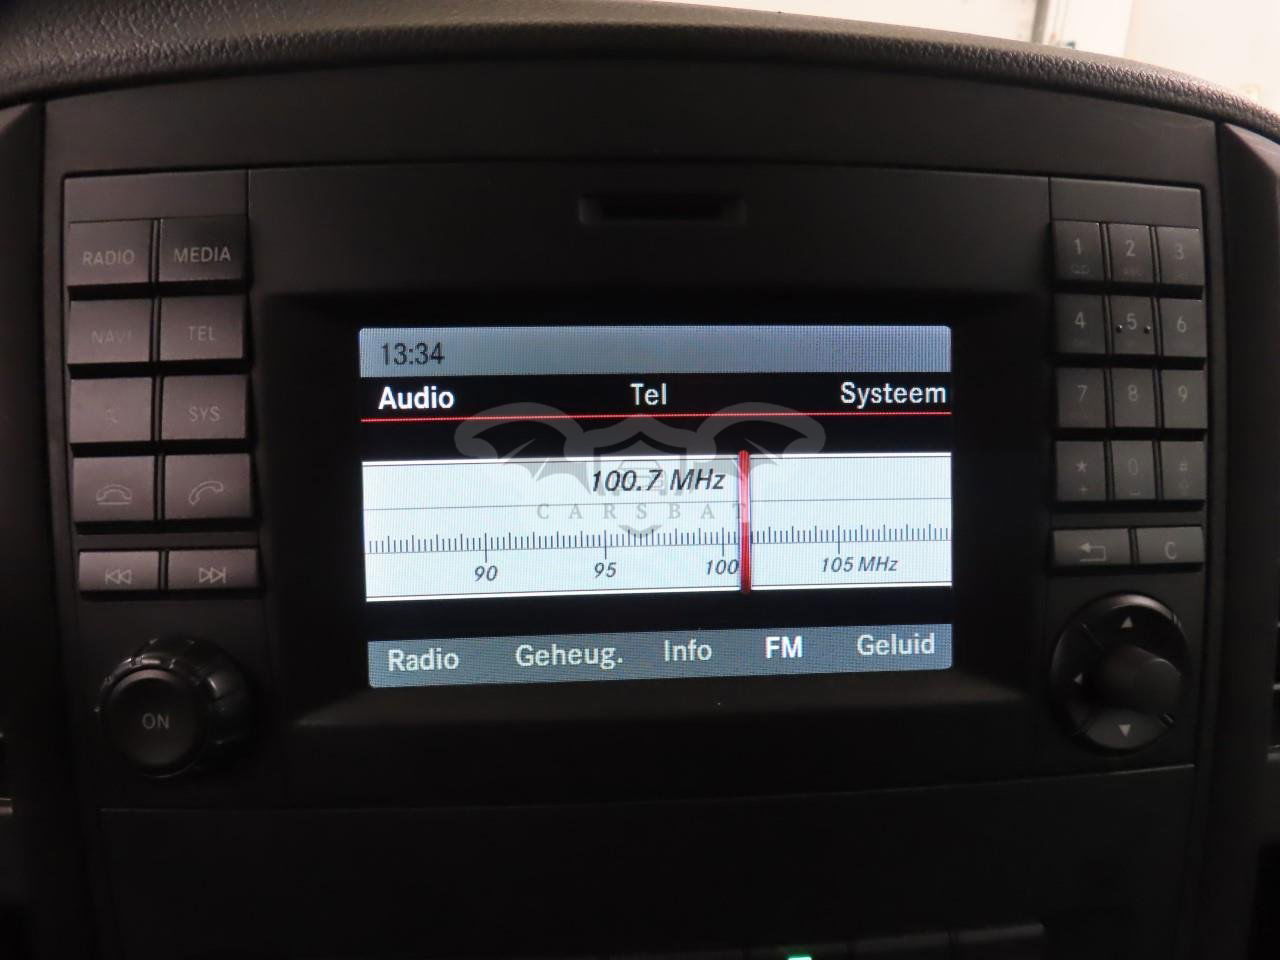 RADIO MEDIA
NAVI TEL
SYS
ON
13:34
Audio Tel Systeem
100.7 MHz
CARSBAT
90 95 100 105 MHz
Radio Geheug. Info FM Geluid
1 2 3
4 5 6
7 8 9
* 0 #
+
C